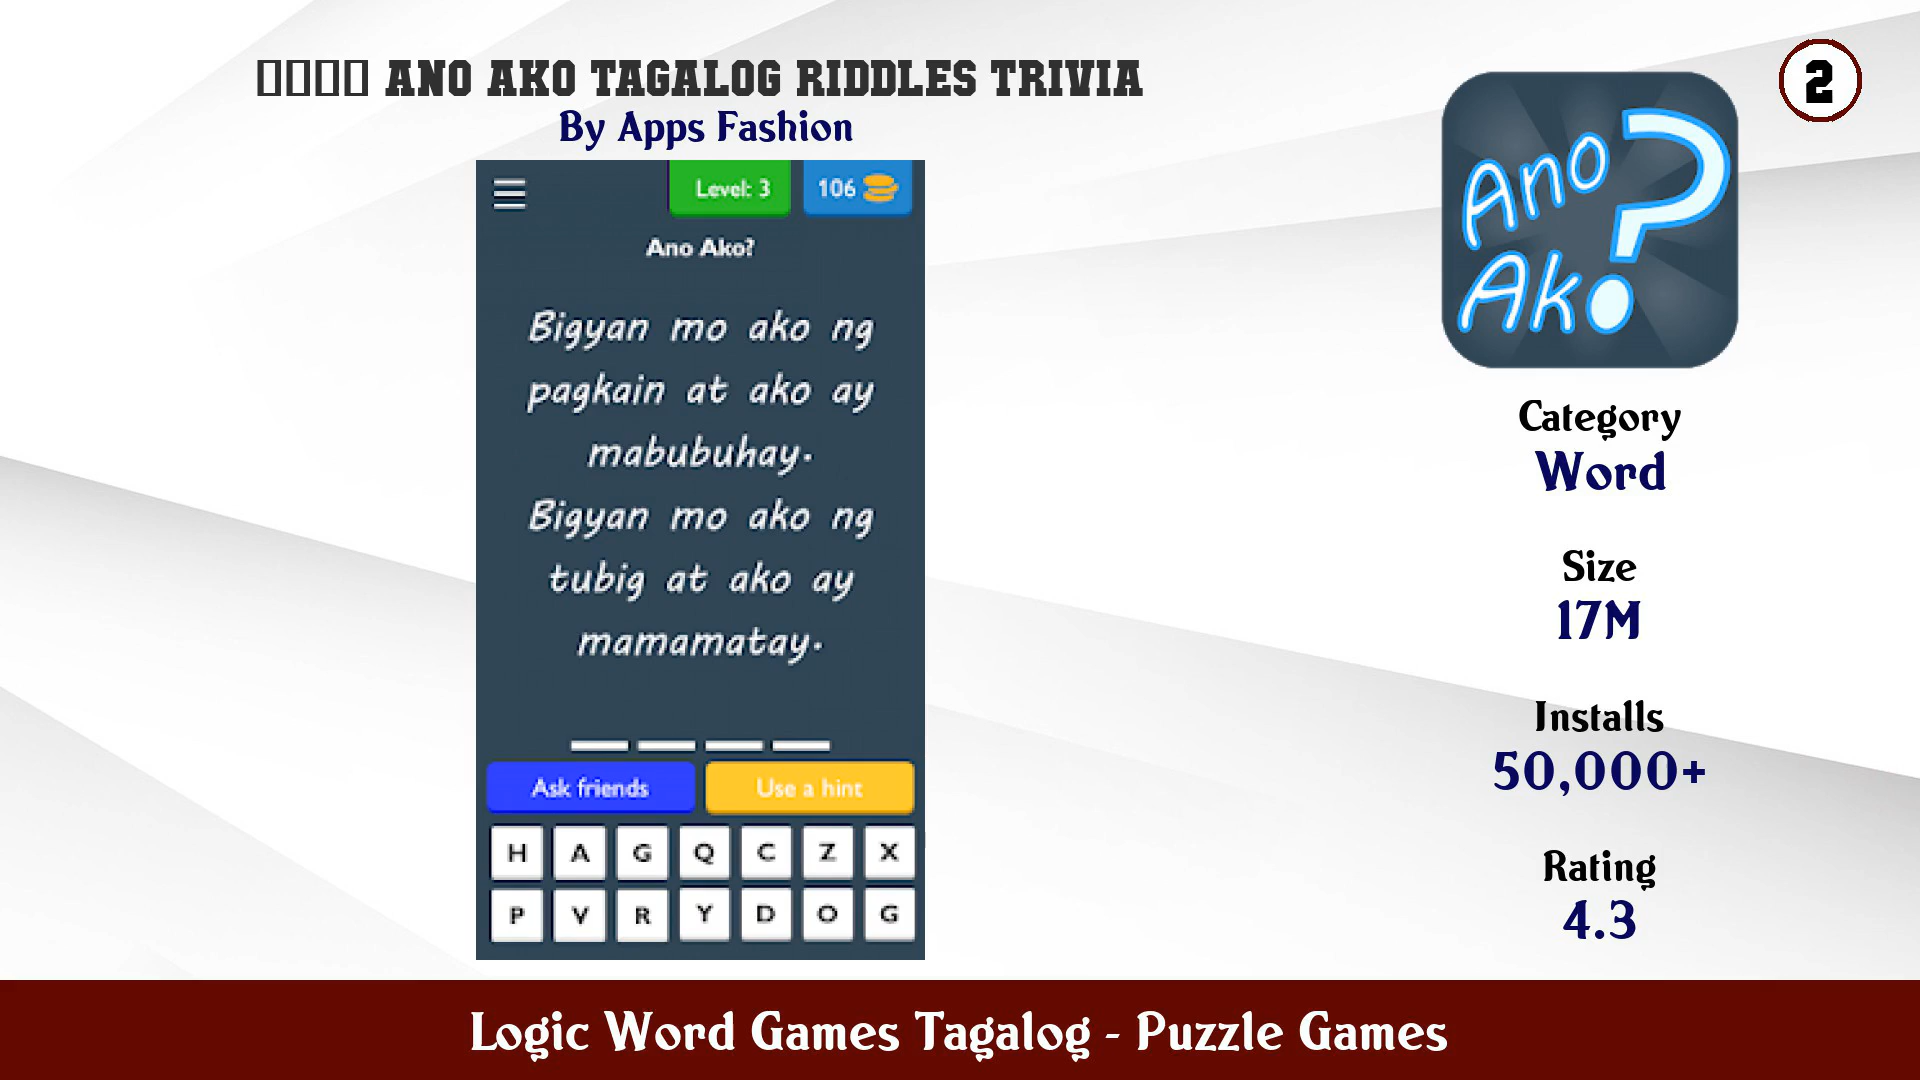 ANO AKO TAGALOG RIDDLES TRIVIA
By Apps Fashion
2
Level: 3
106
Ano Ako?
Bigyan mo ako ng
pagkain at ako ay
mabubuhay.
Bigyan mo ako ng
tubig at ako ay
mamamatay.
Ask friends
Use a hint
H A G Q C Z X
P V R Y D O G
Ano
Ako?
Category
Word
Size
17M
Installs
50,000+
Rating
4.3
Logic Word Games Tagalog - Puzzle Games